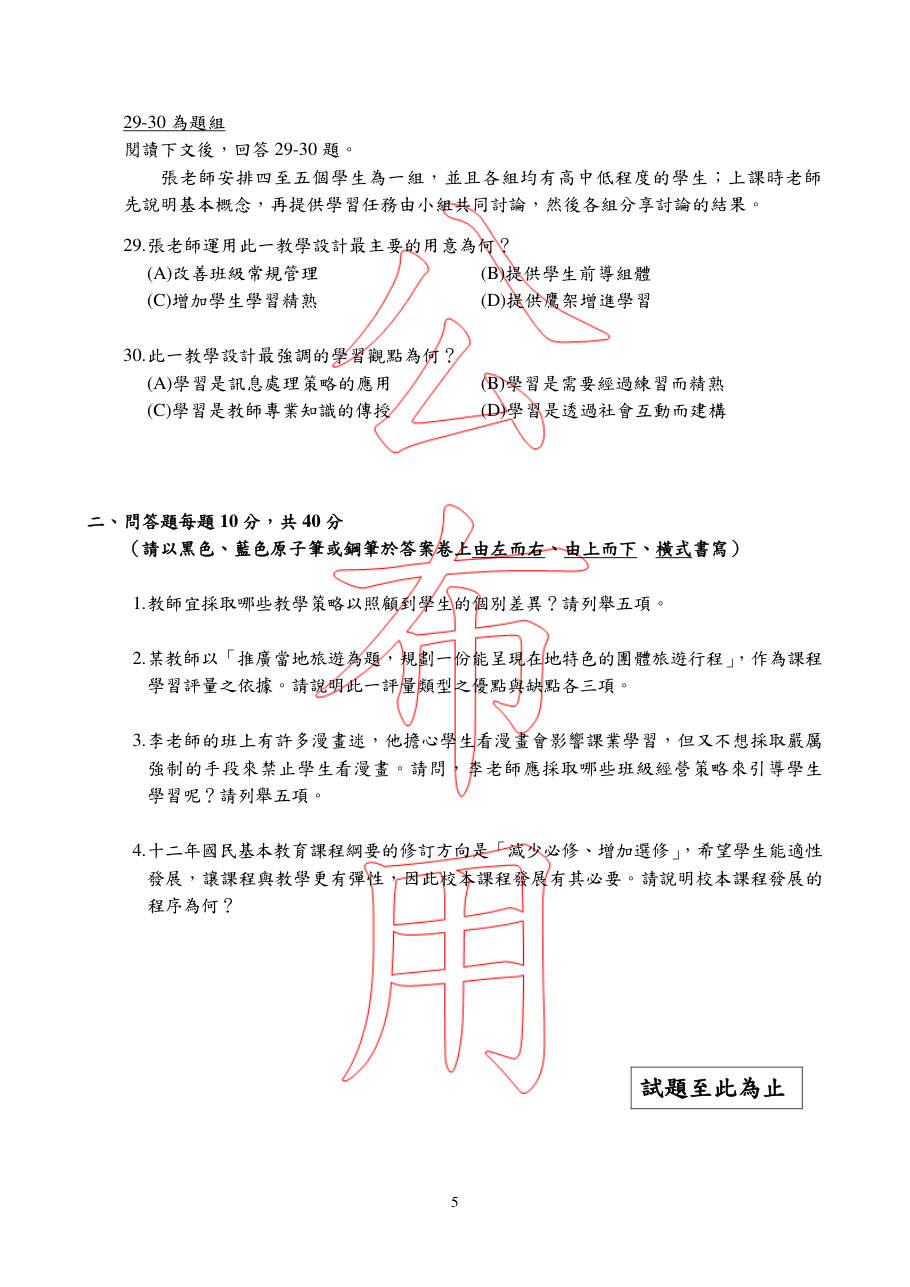 29-30 為題組
閱讀下文後，回答 29-30 題。
張老師安排四至五個學生為一組，並且各組均有高中低程度的學生；上課時老師
先說明基本概念，再提供學習任務由小組共同討論，然後各組分享討論的結果。
29.張老師運用此一教學設計最主要的用意為何？
(A)改善班級常規管理 (B)提供學生前導組體
(C)增加學生學習精熟 (D)提供鷹架增進學習
30.此一教學設計最強調的學習觀點為何？
(A)學習是訊息處理策略的應用 (B)學習是需要經過練習而精熟
(C)學習是教師專業知識的傳授 (D)學習是透過社會互動而建構
二、問答題每題 10 分，共 40 分
（請以黑色、藍色原子筆或鋼筆於答案卷上由左而右、由上而下、橫式書寫）
1.教師宜採取哪些教學策略以照顧到學生的個別差異？請列舉五項。
2.某教師以「推廣當地旅遊為題，規劃一份能呈現在地特色的團體旅遊行程」，作為課程
學習評量之依據。請說明此一評量類型之優點與缺點各三項。
3.李老師的班上有許多漫畫迷，他擔心學生看漫畫會影響課業學習，但又不想採取嚴厲
強制的手段來禁止學生看漫畫。請問，李老師應採取哪些班級經營策略來引導學生
學習呢？請列舉五項。
4.十二年國民基本教育課程綱要的修訂方向是「減少必修、增加選修」，希望學生能適性
發展，讓課程與教學更有彈性，因此校本課程發展有其必要。請說明校本課程發展的
程序為何？
試題至此為止
5
公
布
用